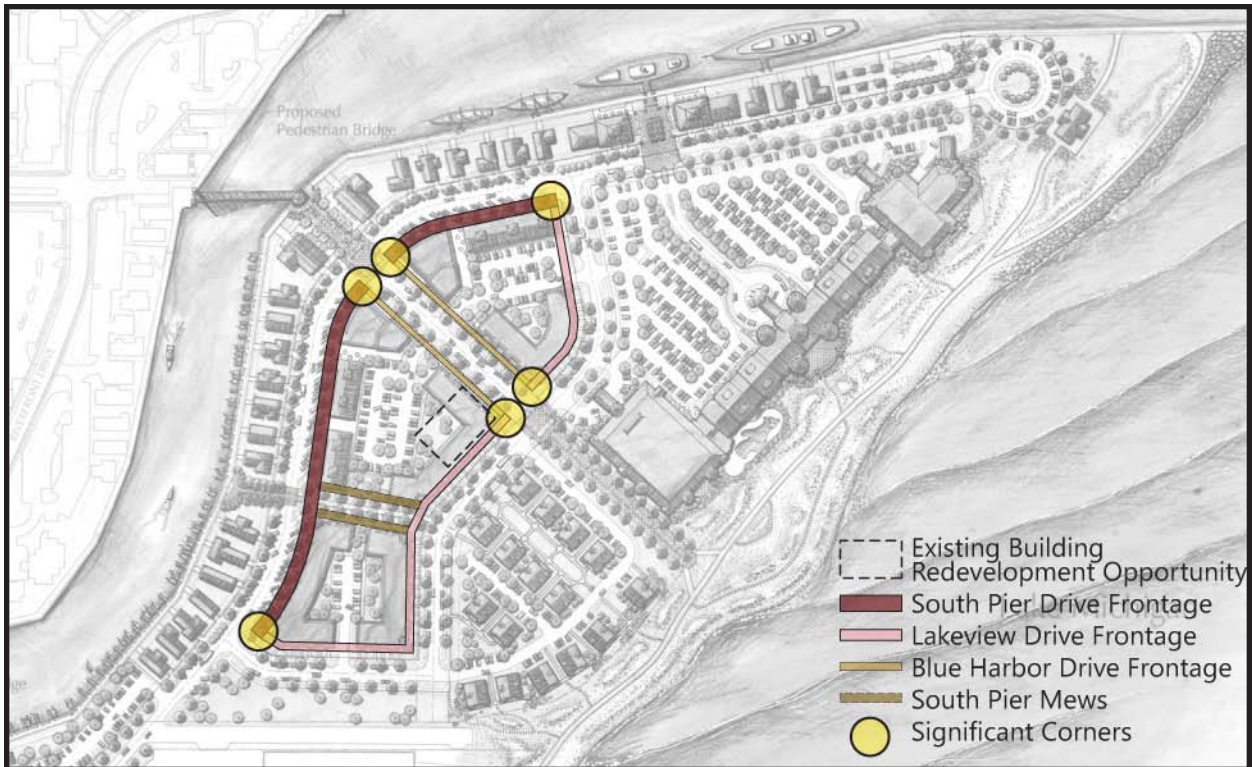 Proposed
Pedestrian Bridge
Existing Building
Redevelopment Opportunity
South Pier Drive Frontage
Lakeview Drive Frontage
Blue Harbor Drive Frontage
South Pier Mews
Significant Corners